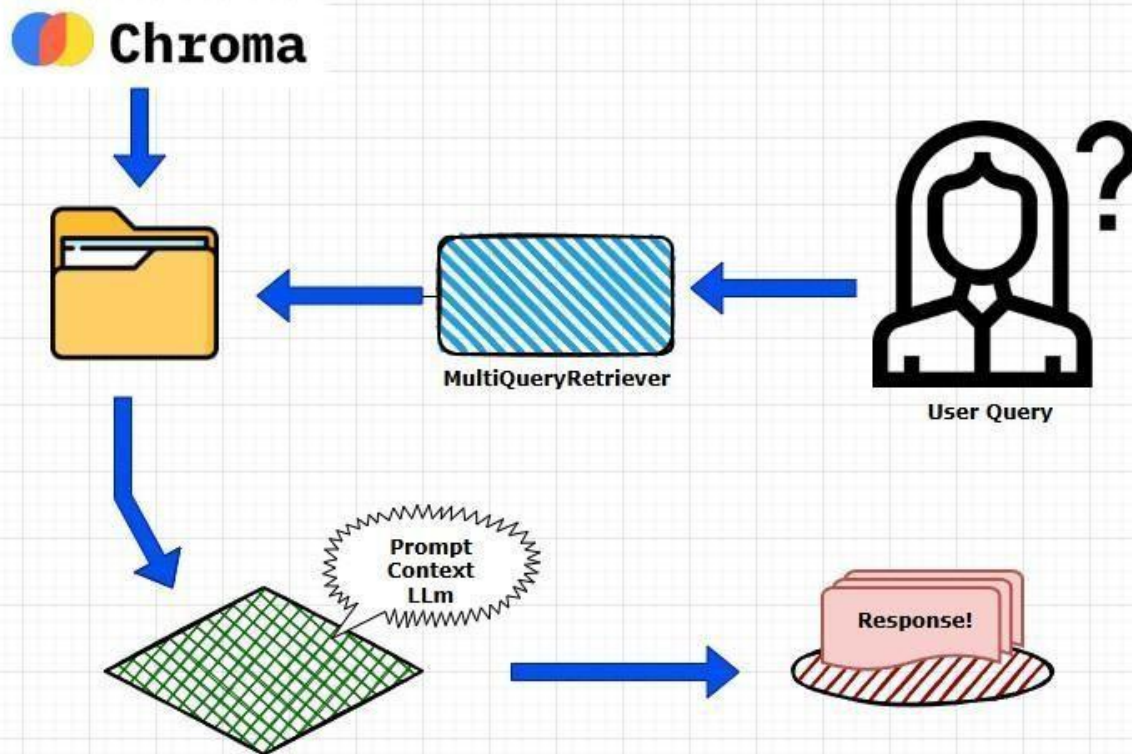 Chroma
?
MultiQueryRetriever
User Query
Prompt
Context
LLm
Response!